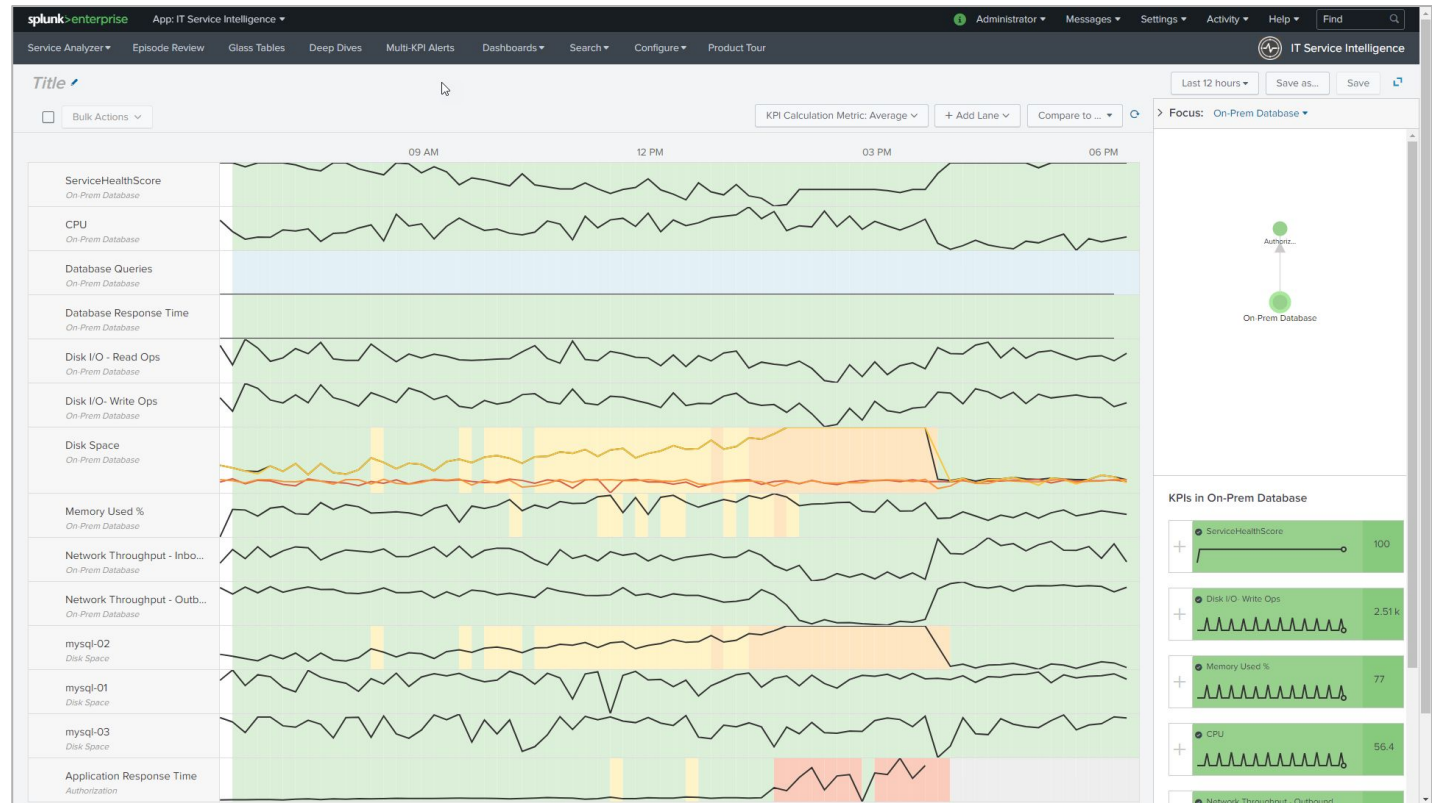 splunk>enterprise App: IT Service Intelligence Administrator Messages Settings Activity Help Find
Service Analyzer Episode Review Glass Tables Deep Dives Multi-KPI Alerts Dashboards Search Configure Product Tour IT Service Intelligence
Title Last 12 hours Save as... Save
Bulk Actions KPI Calculation Metric: Average + Add Lane Compare to ... > Focus: On-Prem Database
09 AM 12 PM 03 PM 06 PM
ServiceHealthScore
On-Prem Database
CPU
On-Prem Database
Database Queries
On-Prem Database
Database Response Time
On-Prem Database
Disk I/O - Read Ops
On-Prem Database
Disk I/O- Write Ops
On-Prem Database
Disk Space
On-Prem Database
Memory Used %
On-Prem Database
Network Throughput - Inbo...
On-Prem Database
Network Throughput - Outb...
On-Prem Database
mysql-02
Disk Space
mysql-01
Disk Space
mysql-03
Disk Space
Application Response Time
Authorization
Authoriz...
On-Prem Database
KPIs in On-Prem Database
ServiceHealthScore
100
Disk I/O- Write Ops
2.51 k
Memory Used %
77
CPU
56.4
Network Throughput - Outbound